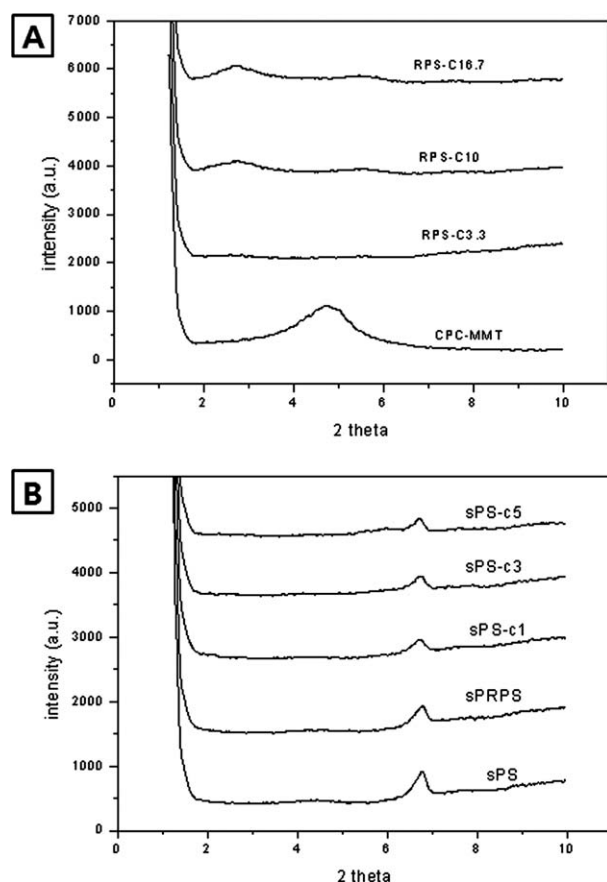 A
7000
6000
5000
4000
3000
2000
1000
0
intensity (a.u.)
RPS-C16.7
RPS-C10
RPS-C3.3
CPC-MMT
0 2 4 6 8 10
2 theta
B
5000
4000
3000
2000
1000
0
intensity (a.u.)
sPS-c5
sPS-c3
sPS-c1
sPRPS
sPS
0 2 4 6 8 10
2 theta